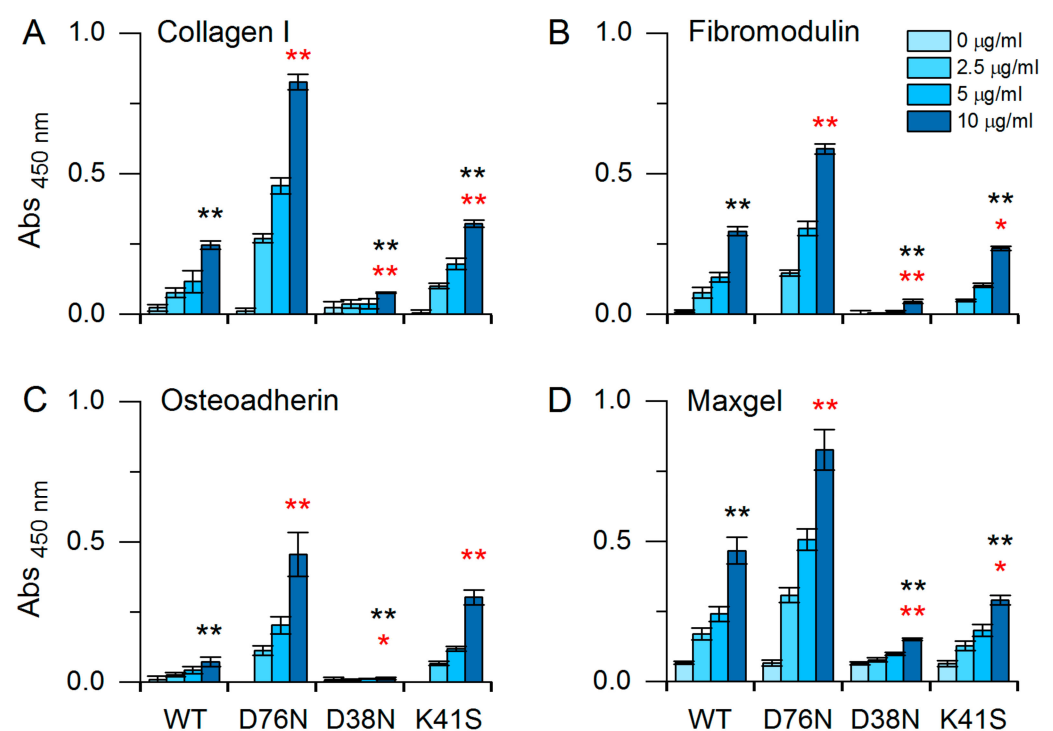 A Collagen I
B Fibromodulin
0 μg/ml
2.5 μg/ml
5 μg/ml
10 μg/ml
Abs 450 nm
1.0
0.5
0.0
**
**
**
**
**
**
1.0
0.5
0.0
**
**
**
**
**
*
C Osteoadherin
D Maxgel
Abs 450 nm
1.0
0.5
0.0
**
**
**
*
**
1.0
0.5
0.0
**
**
**
**
**
*
WT D76N D38N K41S
WT D76N D38N K41S